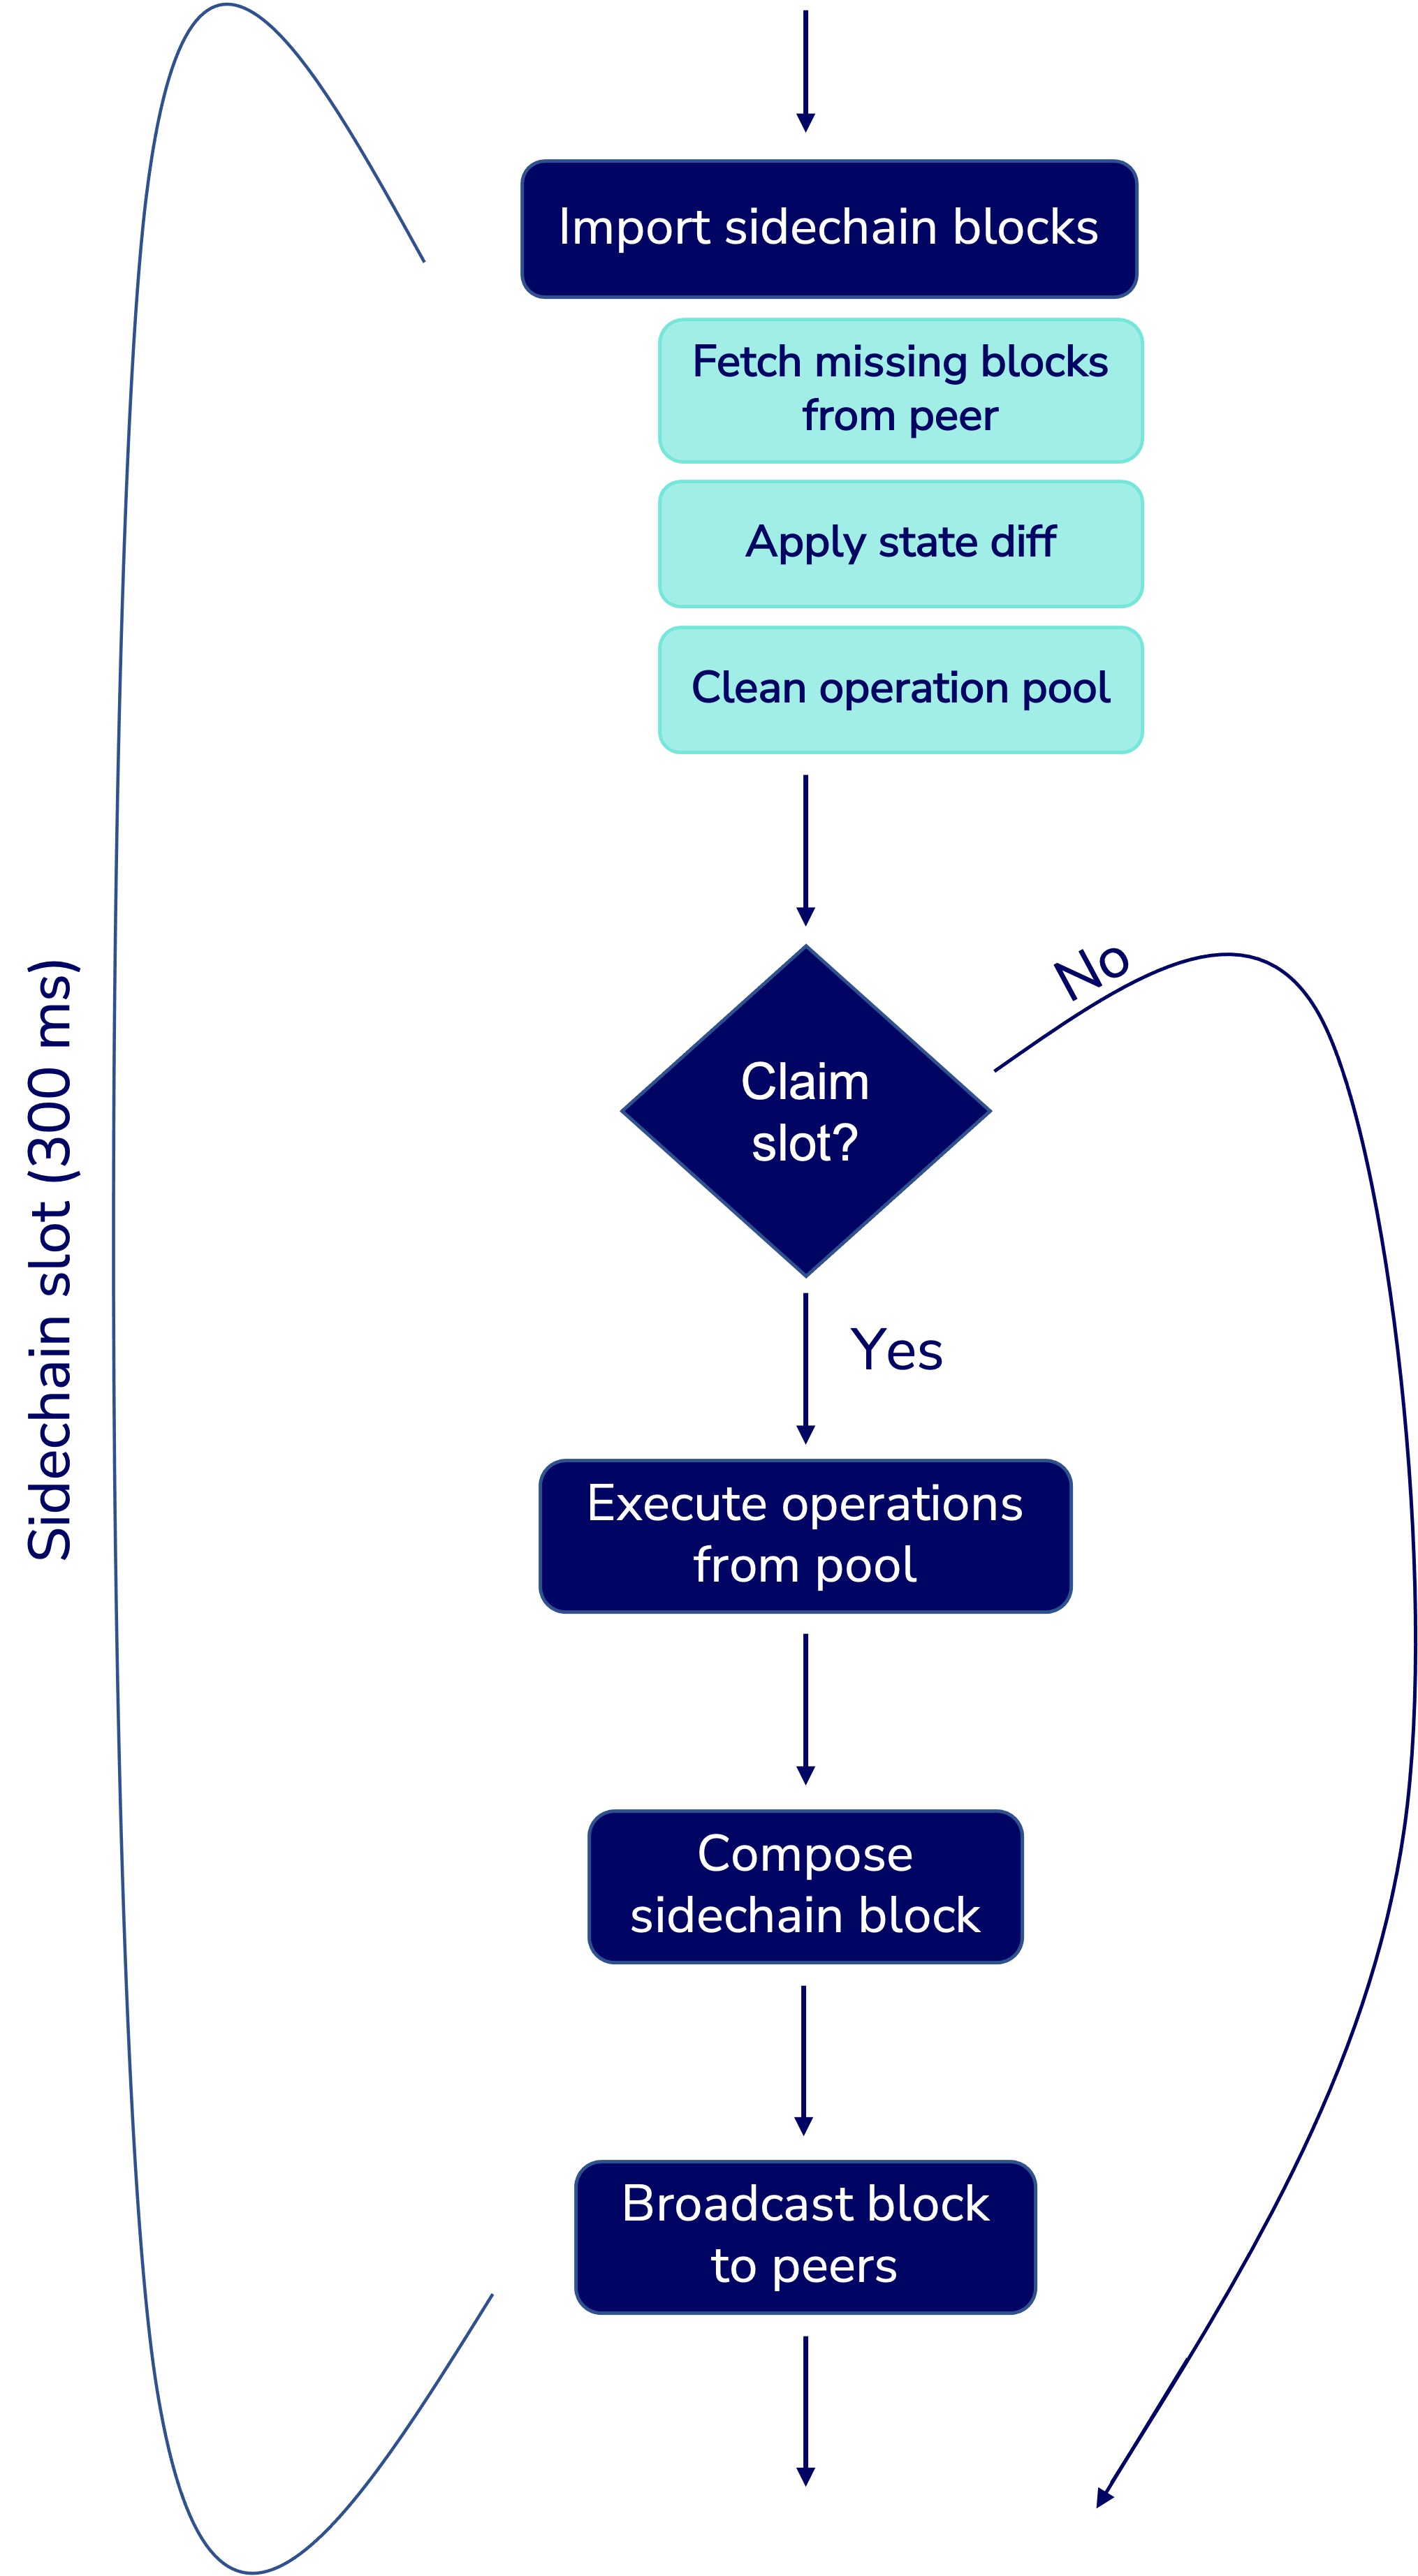 Import sidechain blocks
Fetch missing blocks
from peer
Apply state diff
Clean operation pool
Sidechain slot (300 ms)
No
Claim
slot?
Yes
Execute operations
from pool
Compose
sidechain block
Broadcast block
to peers